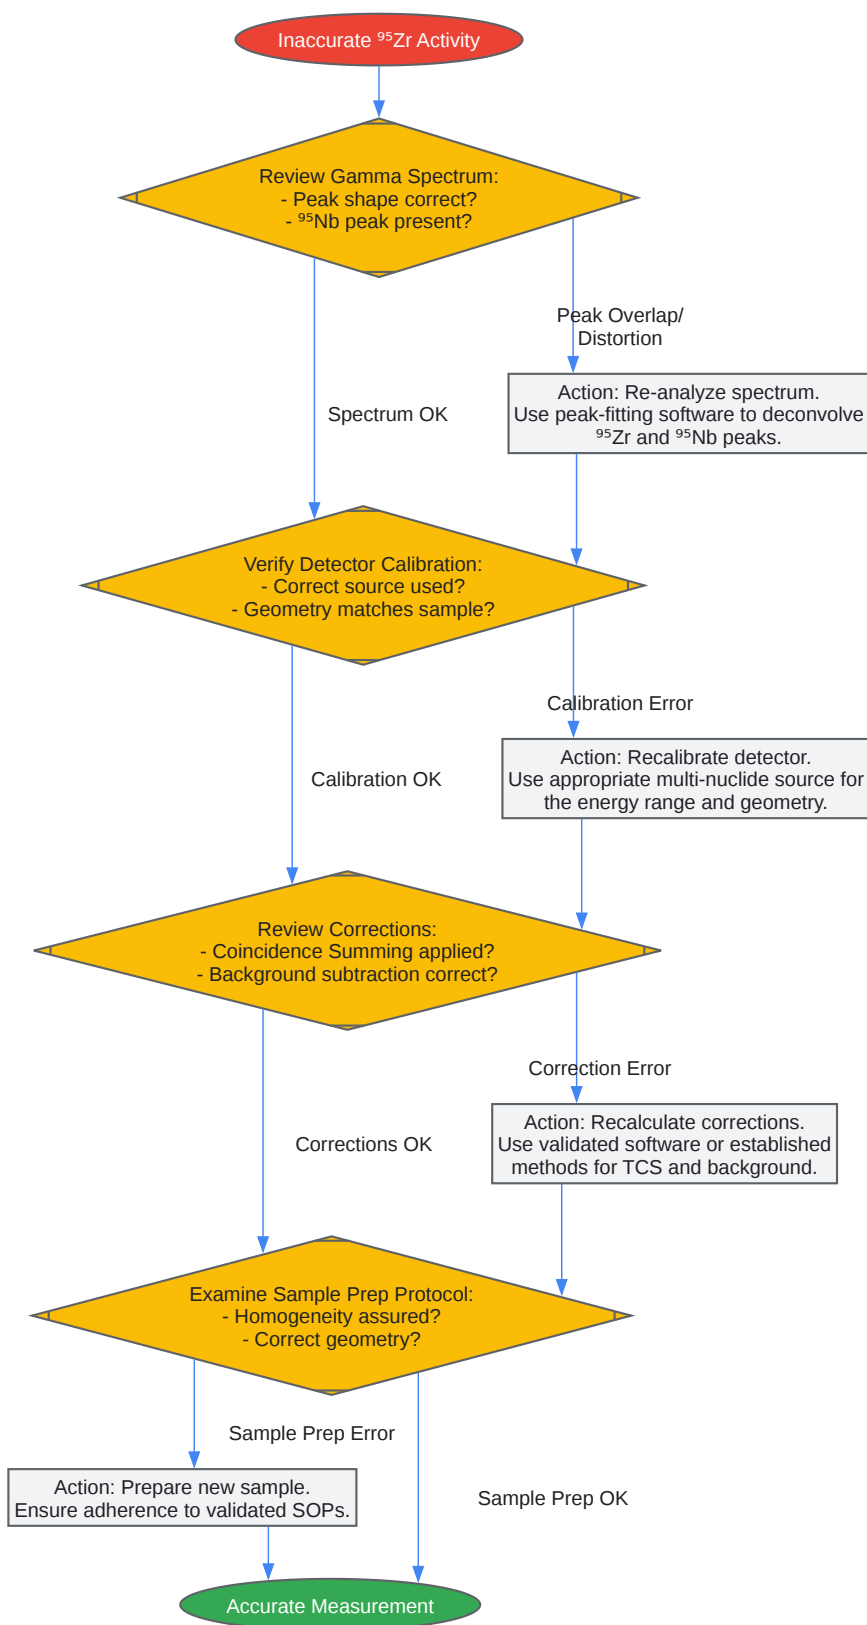 Inaccurate ⁹⁵Zr Activity
Review Gamma Spectrum:
- Peak shape correct?
- ⁹⁵Nb peak present?
Peak Overlap/
Distortion
Action: Re-analyze spectrum.
Use peak-fitting software to deconvolve
⁹⁵Zr and ⁹⁵Nb peaks.
Spectrum OK
Verify Detector Calibration:
- Correct source used?
- Geometry matches sample?
Calibration Error
Action: Recalibrate detector.
Use appropriate multi-nuclide source for
the energy range and geometry.
Calibration OK
Review Corrections:
- Coincidence Summing applied?
- Background subtraction correct?
Correction Error
Action: Recalculate corrections.
Use validated software or established
methods for TCS and background.
Corrections OK
Examine Sample Prep Protocol:
- Homogeneity assured?
- Correct geometry?
Sample Prep Error
Action: Prepare new sample.
Ensure adherence to validated SOPs.
Sample Prep OK
Accurate Measurement